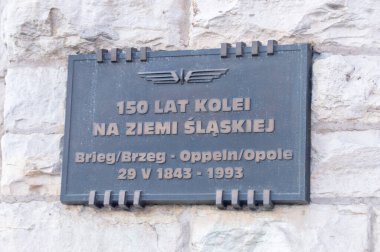 150 LAT KOLEI
NA ZIEMI ŚLĄSKIEJ
Brieg/Brzeg - Oppeln/Opole
29 V 1843 - 1993